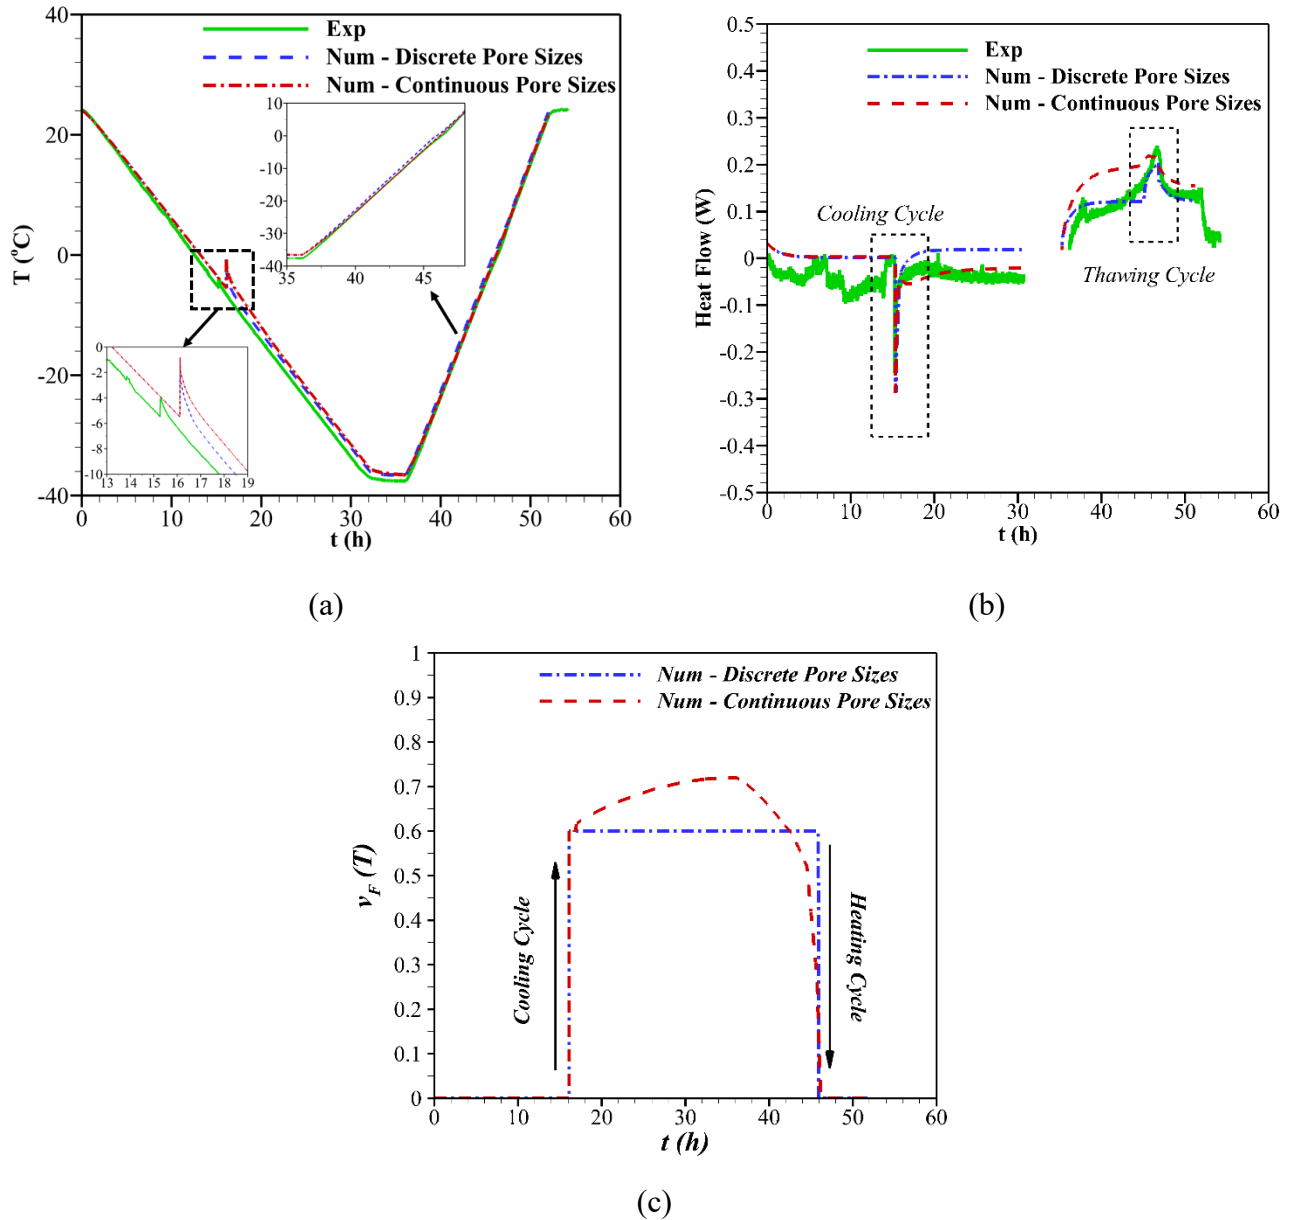 Exp
Num - Discrete Pore Sizes
Num - Continuous Pore Sizes
40
20
0
-20
-40
T (⁰C)
0 10 20 30 40 50 60
t (h)
10
0
-10
-20
-30
-40
35 40 45
0
-2
-4
-6
-8
-10
13 14 15 16 17 18 19
(a)
Exp
Num - Discrete Pore Sizes
Num - Continuous Pore Sizes
0.5
0.4
0.3
0.2
0.1
0
-0.1
-0.2
-0.3
-0.4
-0.5
Heat Flow (W)
Cooling Cycle
Thawing Cycle
0 10 20 30 40 50 60
t (h)
(b)
Num - Discrete Pore Sizes
Num - Continuous Pore Sizes
1
0.9
0.8
0.7
0.6
0.5
0.4
0.3
0.2
0.1
0
v_F (T)
Cooling Cycle
Heating Cycle
0 10 20 30 40 50 60
t (h)
(c)